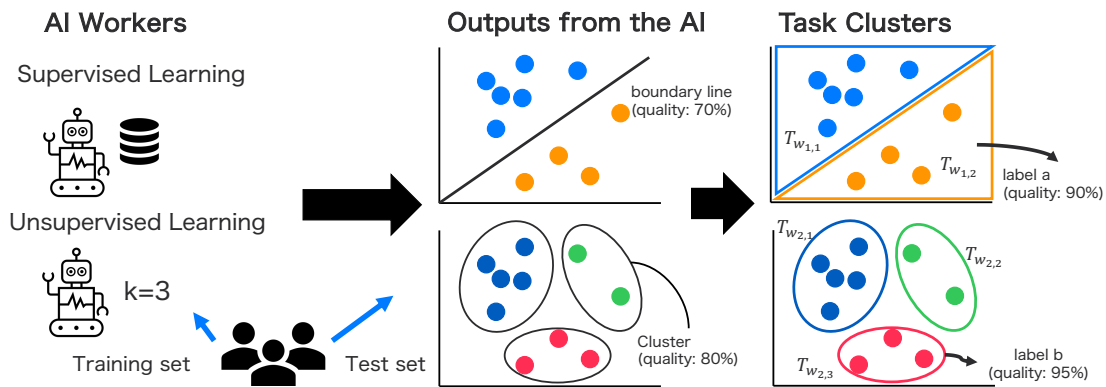 AI Workers
Supervised Learning
Unsupervised Learning
k=3
Training set
Test set
Outputs from the AI
boundary line
(quality: 70%)
Cluster
(quality: 80%)
Task Clusters
T_{w_{1,1}}
T_{w_{1,2}}
label a
(quality: 90%)
T_{w_{2,1}}
T_{w_{2,2}}
T_{w_{2,3}}
label b
(quality: 95%)